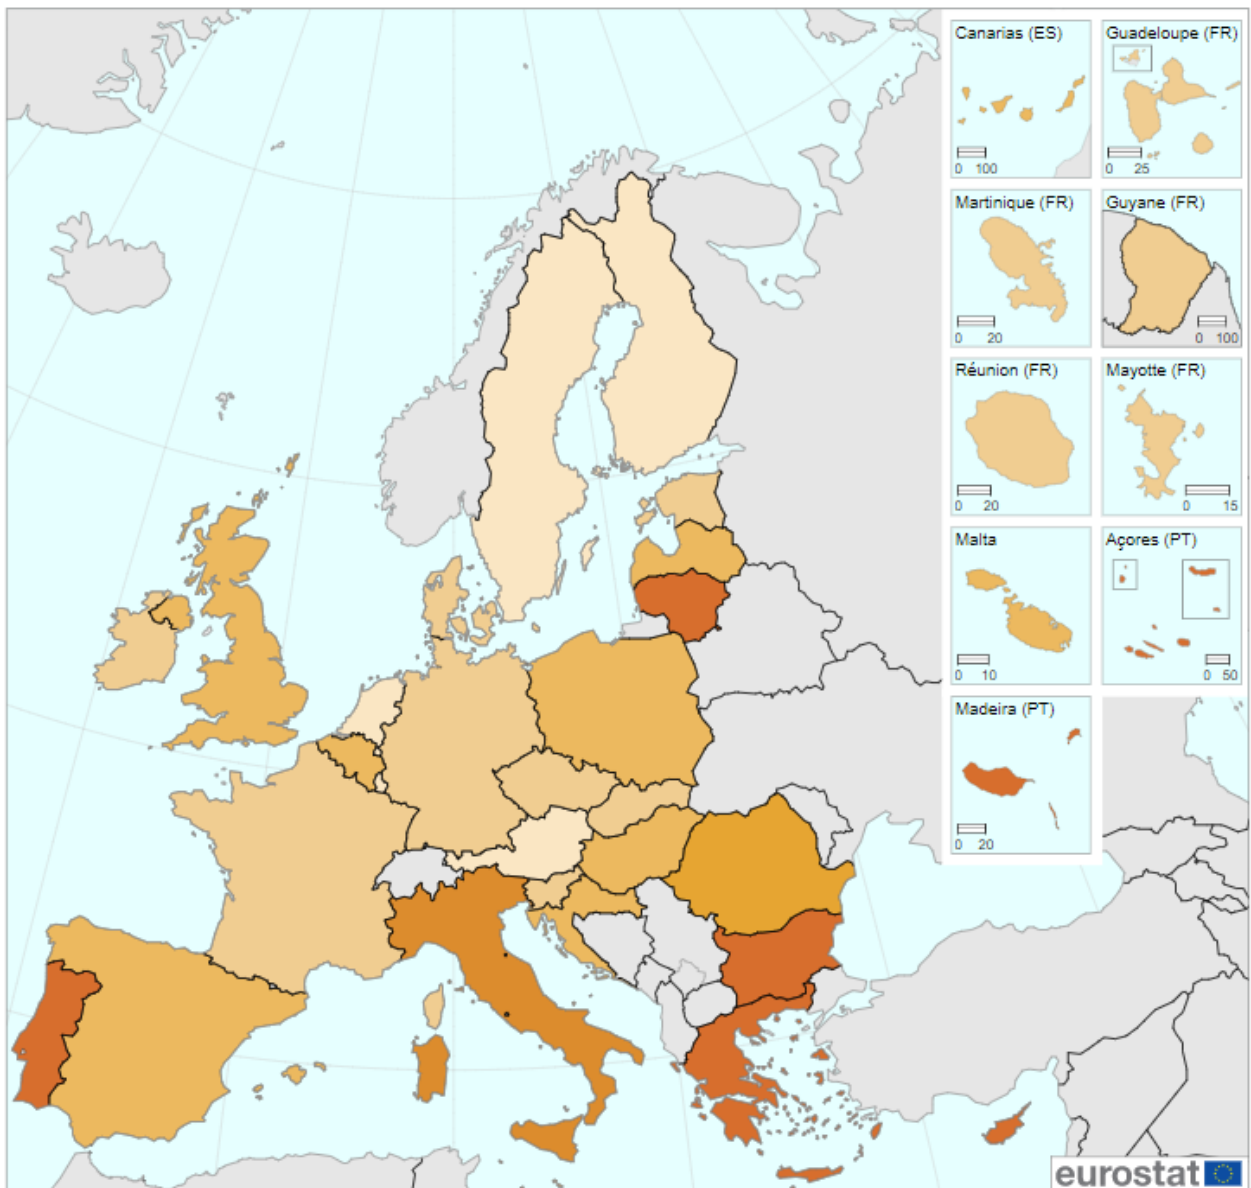 Canarias (ES)
0 100
Guadeloupe (FR)
0 25
Martinique (FR)
0 20
Guyane (FR)
0 100
Réunion (FR)
0 20
Mayotte (FR)
0 15
Malta
0 10
Açores (PT)
0 50
Madeira (PT)
0 20
eurostat